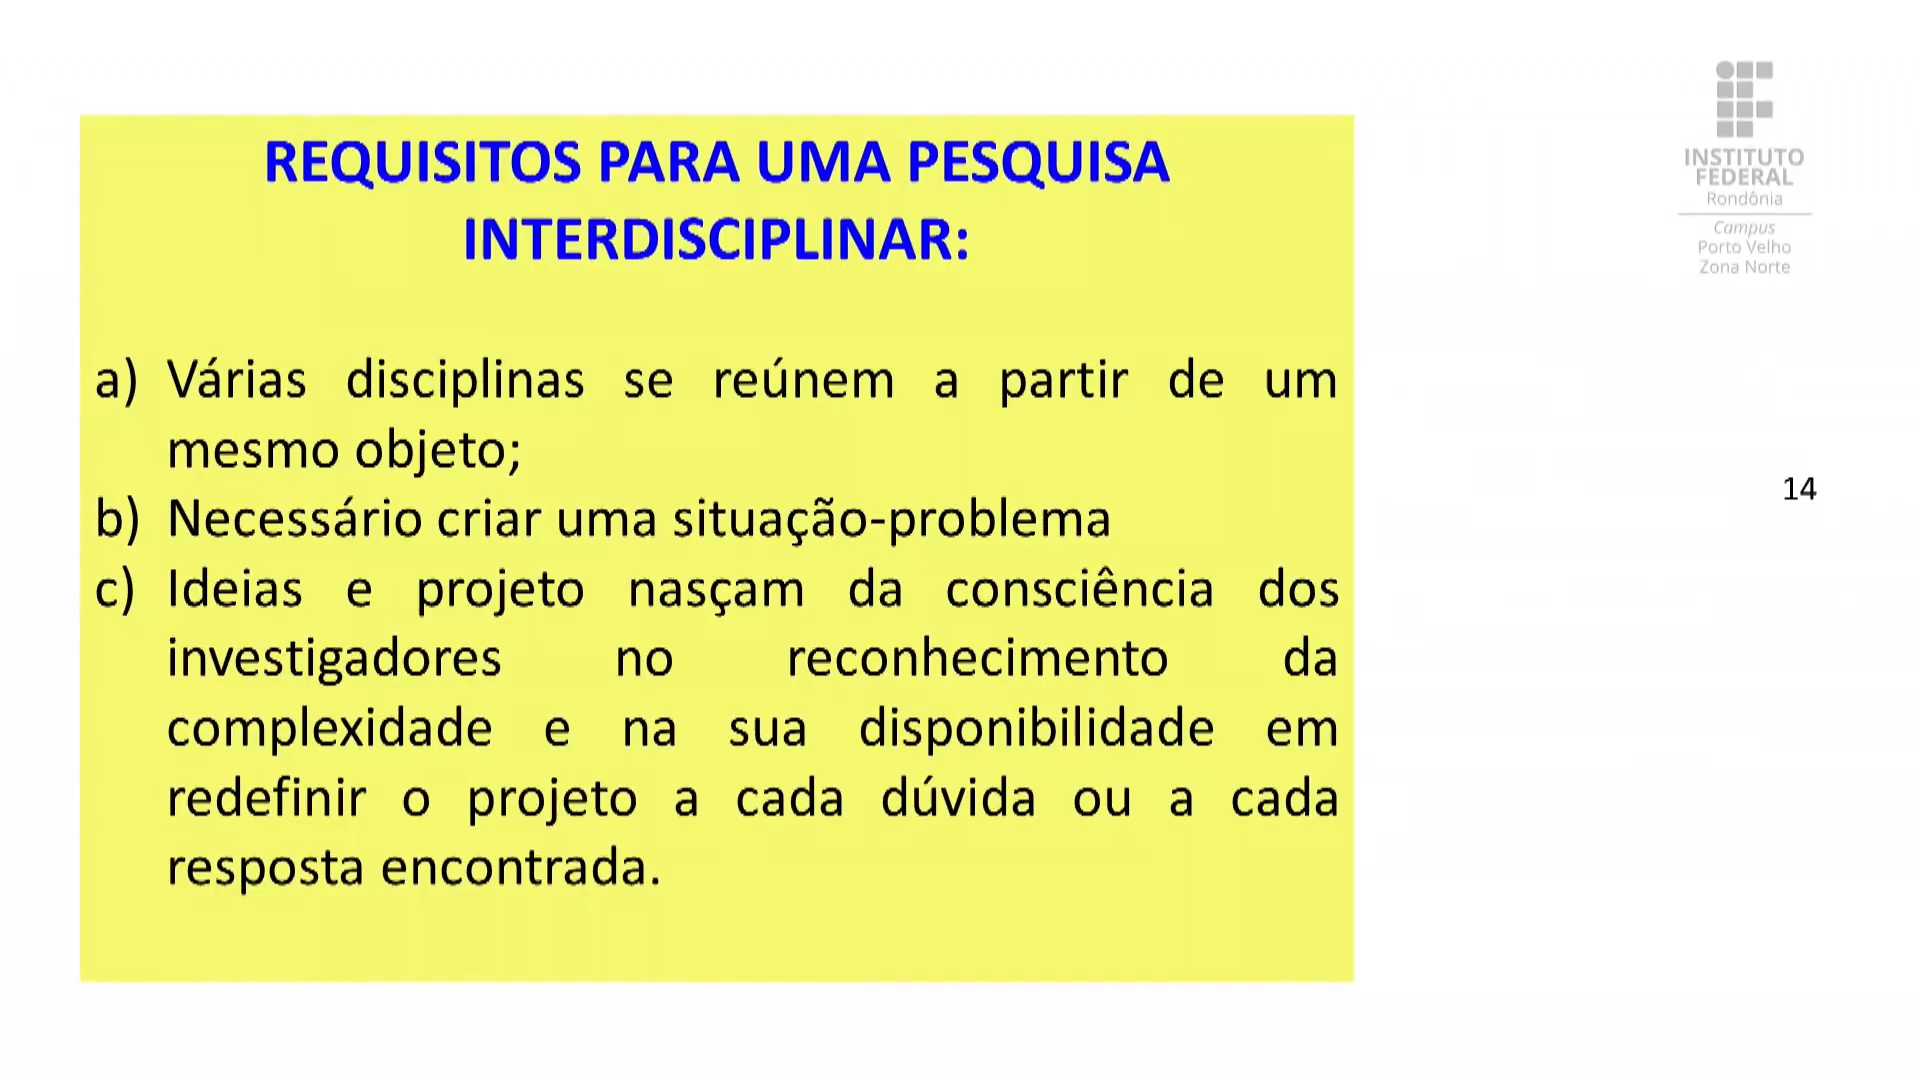 REQUISITOS PARA UMA PESQUISA
INTERDISCIPLINAR:
a) Várias disciplinas se reúnem a partir de um
mesmo objeto;
b) Necessário criar uma situação-problema
c) Ideias e projeto nasçam da consciência dos
investigadores no reconhecimento da
complexidade e na sua disponibilidade em
redefinir o projeto a cada dúvida ou a cada
resposta encontrada.
INSTITUTO
FEDERAL
Rondônia
Campus
Porto Velho
Zona Norte
14